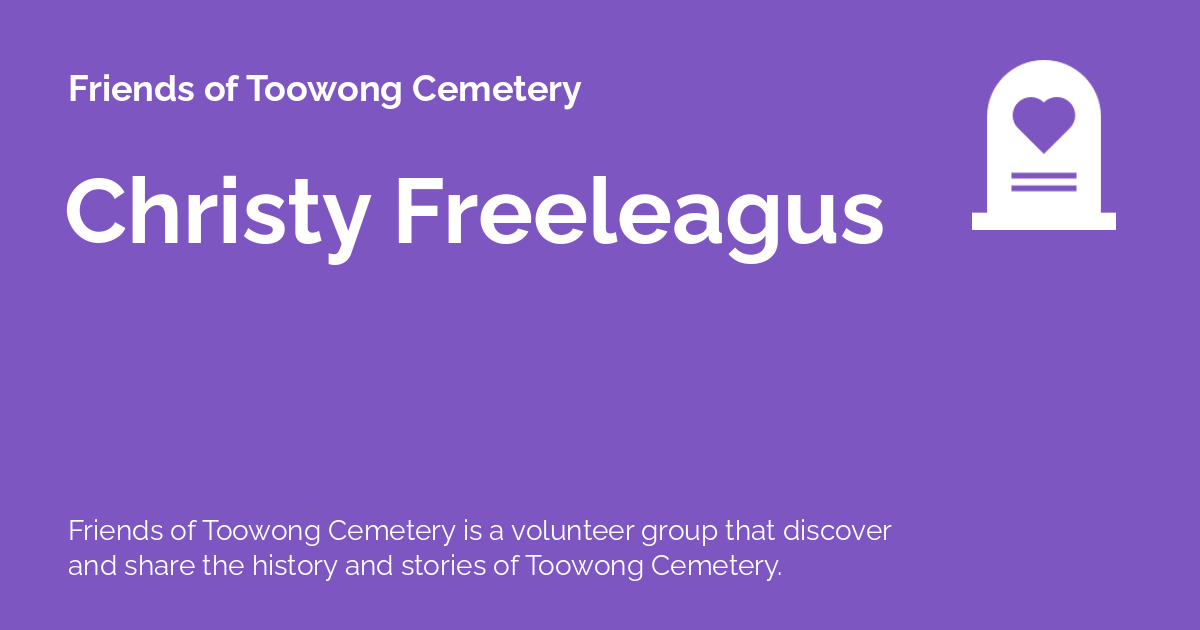 Friends of Toowong Cemetery
Christy Freeleagus
Friends of Toowong Cemetery is a volunteer group that discover
and share the history and stories of Toowong Cemetery.